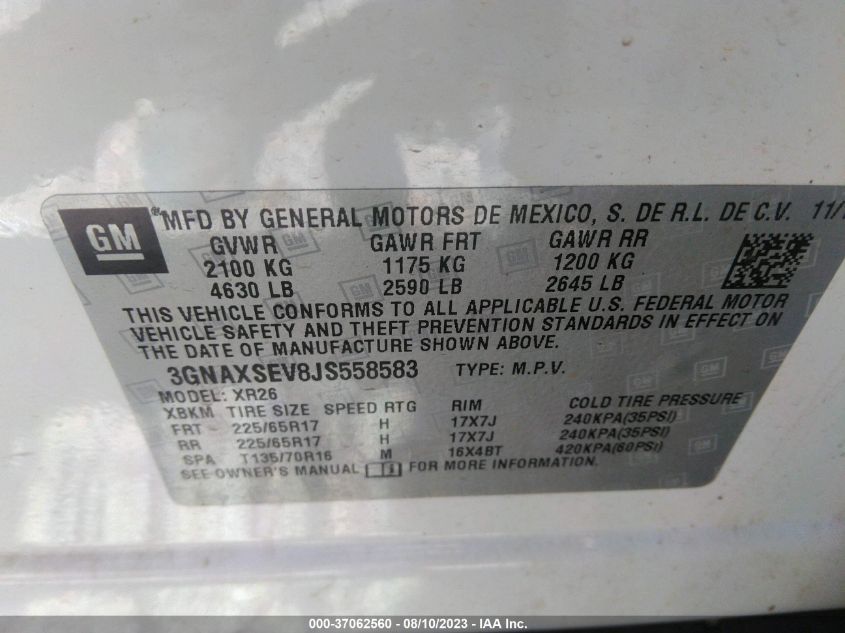 GM
® MFD BY GENERAL MOTORS DE MEXICO, S. DE R.L. DE C.V. 11/
GVWR GAWR FRT GAWR RR
2100 KG 1175 KG 1200 KG
4630 LB 2590 LB 2645 LB
THIS VEHICLE CONFORMS TO ALL APPLICABLE U.S. FEDERAL MOTOR
VEHICLE SAFETY AND THEFT PREVENTION STANDARDS IN EFFECT ON
THE DATE OF MANUFACTURE SHOWN ABOVE.
3GNAXSEV8JS558583 TYPE: M.P.V.
MODEL: XR26
XBKM TIRE SIZE SPEED RTG RIM COLD TIRE PRESSURE
FRT 225/65R17 H 17X7J 240KPA(35PSI)
RR 225/65R17 H 17X7J 240KPA(35PSI)
SPA T135/70R16 M 16X4BT 420KPA(60PSI)
SEE OWNER'S MANUAL FOR MORE INFORMATION.
000-37062560 — 08/10/2023 — IAA Inc.